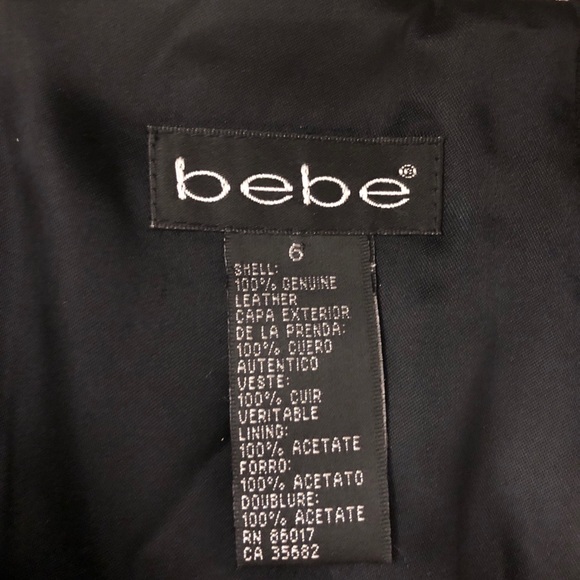 bebe®
6
SHELL:
100% GENUINE
LEATHER
CAPA EXTERIOR
DE LA PRENDA:
100% CUERO
AUTENTICO
VESTE:
100% CUIR
VERITABLE
LINING:
100% ACETATE
FORRO:
100% ACETATO
DOUBLURE:
100% ACETATE
RN 86017
CA 35682